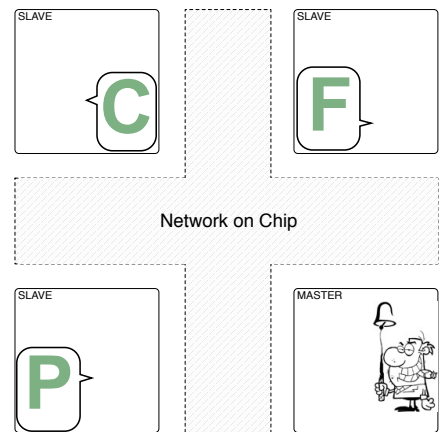 SLAVE
C
SLAVE
F
Network on Chip
SLAVE
P
MASTER